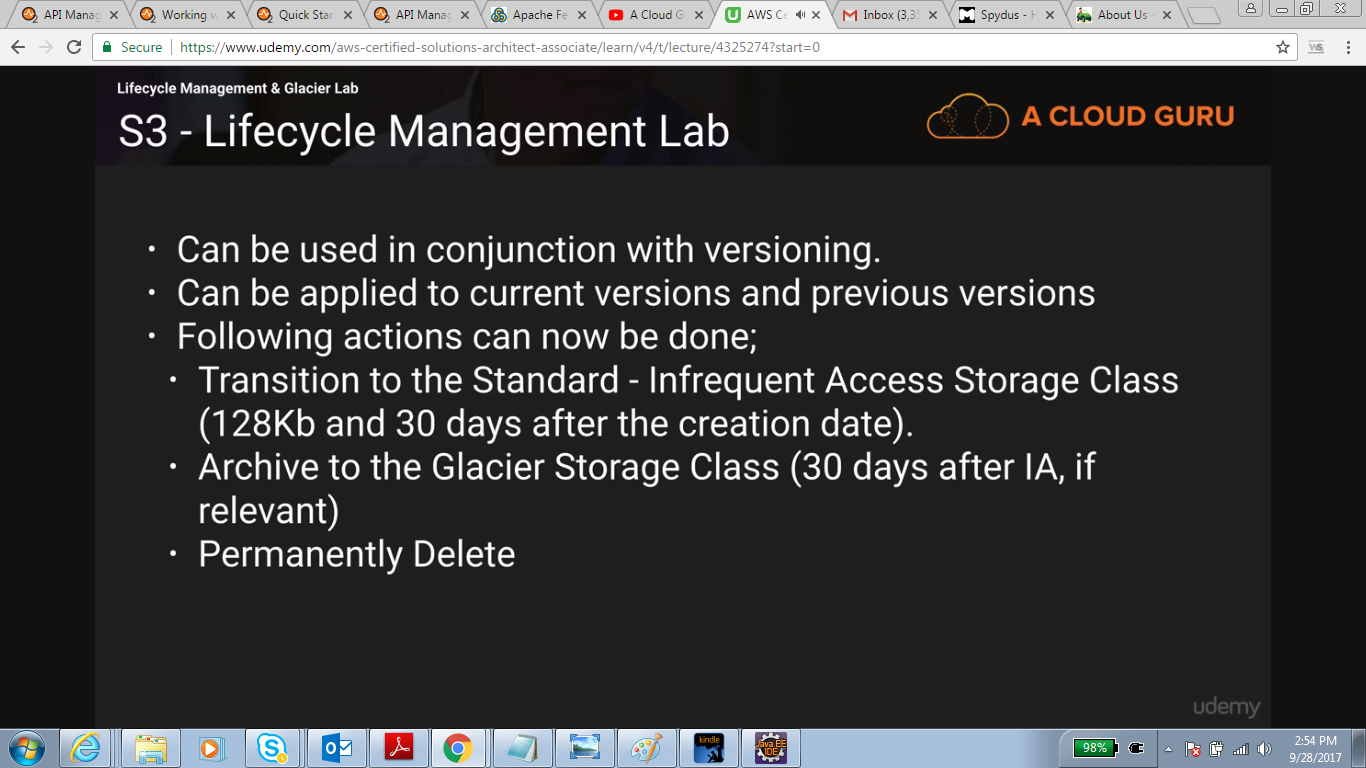 API Manag
Working w
Quick Star
API Manag
Apache Fe
A Cloud G
AWS Ce
Inbox (3,3
Spydus - H
About Us -
Secure
https://www.udemy.com/aws-certified-solutions-architect-associate/learn/v4/t/lecture/4325274?start=0
Lifecycle Management & Glacier Lab
S3 - Lifecycle Management Lab
A CLOUD GURU
• Can be used in conjunction with versioning.
• Can be applied to current versions and previous versions
• Following actions can now be done;
• Transition to the Standard - Infrequent Access Storage Class
(128Kb and 30 days after the creation date).
• Archive to the Glacier Storage Class (30 days after IA, if
relevant)
• Permanently Delete
udemy
kindle
Java EE
IDE
98%
2:54 PM
9/28/2017